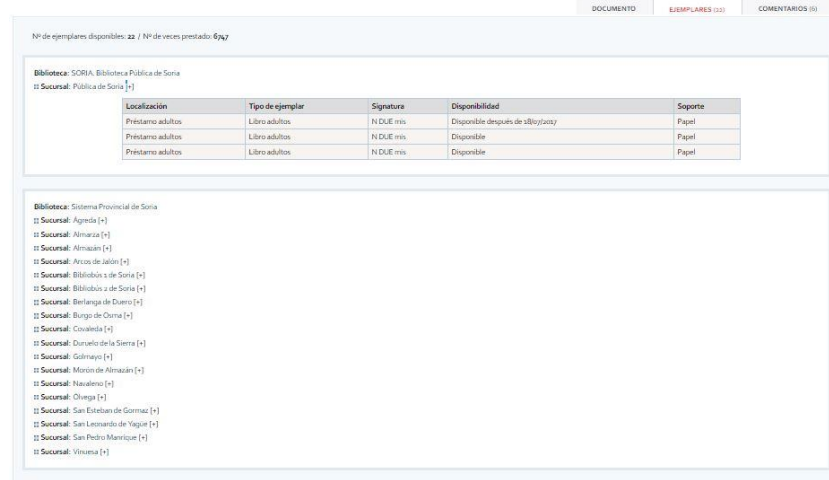 DOCUMENTO EJEMPLARES (22) COMENTARIOS (6)
Nº de ejemplares disponibles: 22 / Nº de veces prestado: 6747
Biblioteca: SORIA. Biblioteca Pública de Soria
Sucursal: Pública de Soria [+]
Localización Tipo de ejemplar Signatura Disponibilidad Soporte
Préstamo adultos Libro adultos N DUE mis Disponible después de 18/07/2017 Papel
Préstamo adultos Libro adultos N DUE mis Disponible Papel
Préstamo adultos Libro adultos N DUE mis Disponible Papel
Biblioteca: Sistema Provincial de Soria
Sucursal: Ágreda [+]
Sucursal: Almarza [+]
Sucursal: Almazán [+]
Sucursal: Arcos de Jalón [+]
Sucursal: Bibliobús 1 de Soria [+]
Sucursal: Bibliobús 2 de Soria [+]
Sucursal: Berlanga de Duero [+]
Sucursal: Burgo de Osma [+]
Sucursal: Covaleda [+]
Sucursal: Duruelo de la Sierra [+]
Sucursal: Golmayo [+]
Sucursal: Morón de Almazán [+]
Sucursal: Navaleno [+]
Sucursal: Ólvega [+]
Sucursal: San Esteban de Gormaz [+]
Sucursal: San Leonardo de Yagüe [+]
Sucursal: San Pedro Manrique [+]
Sucursal: Vinuesa [+]